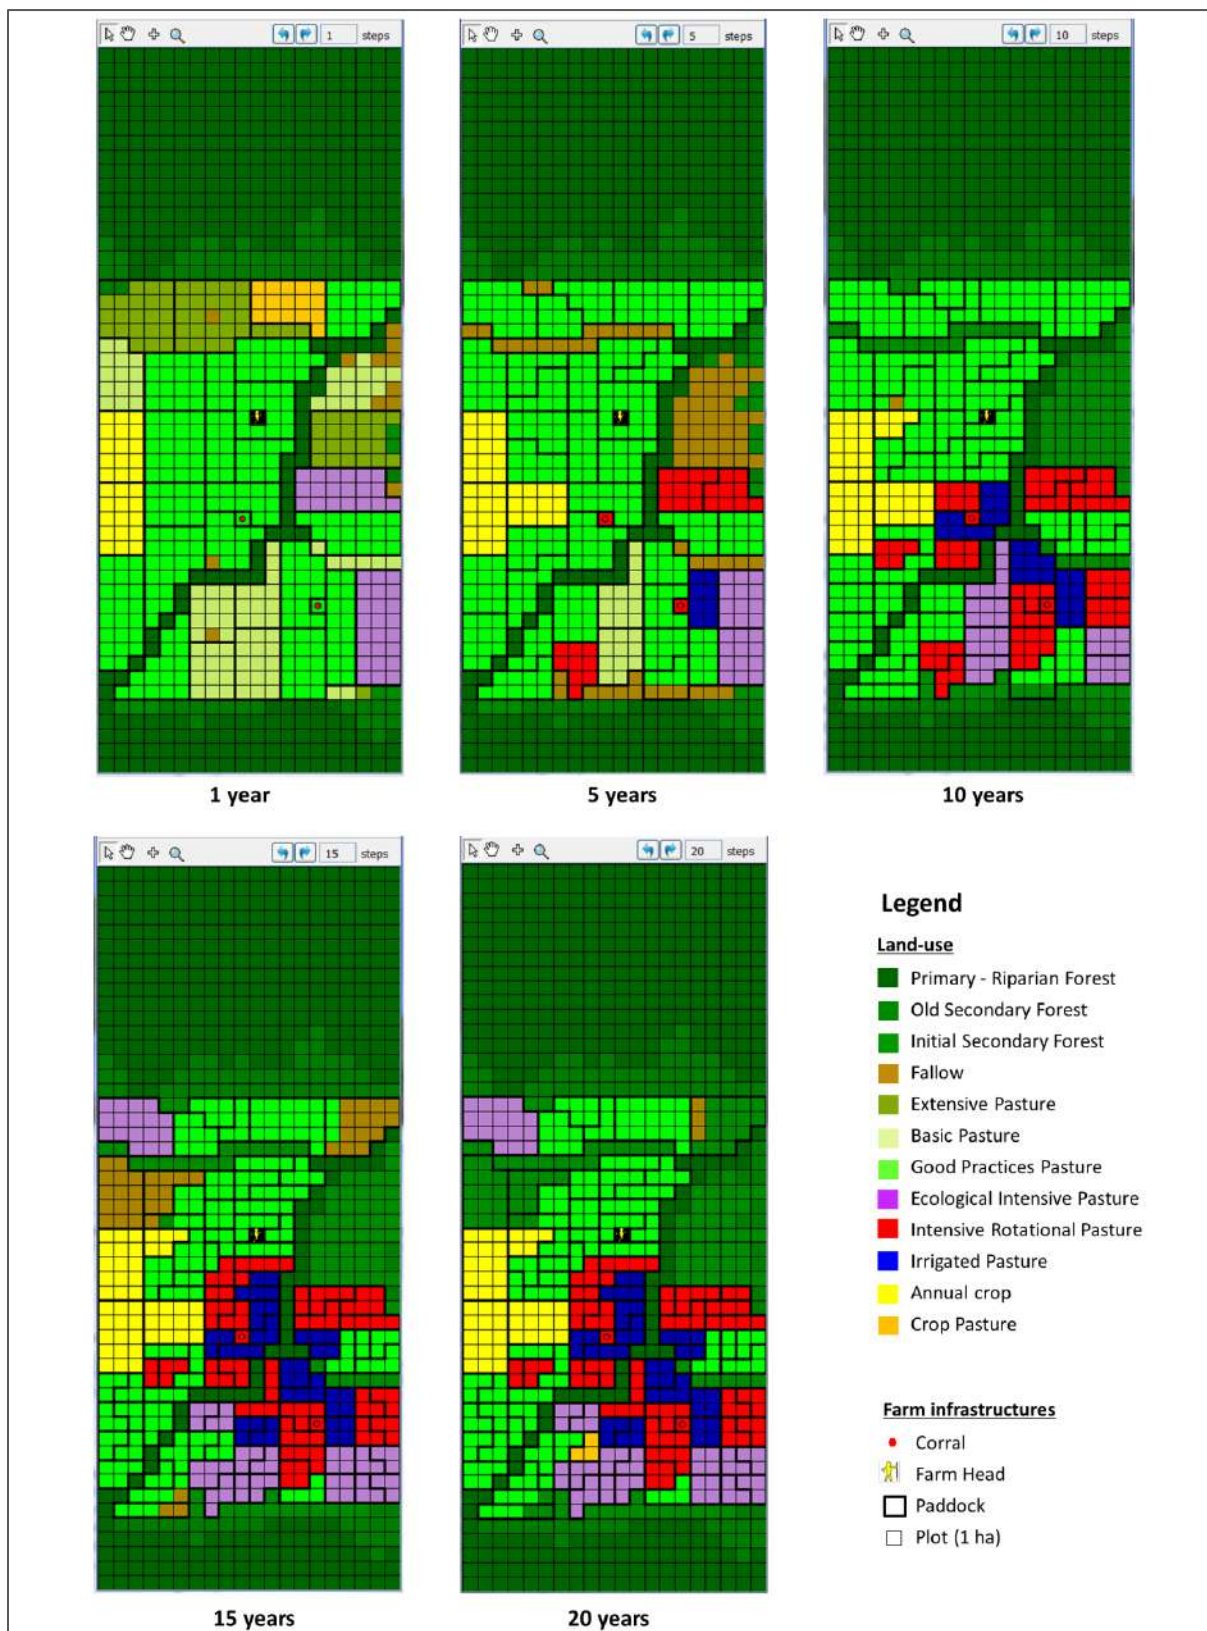 1 steps
5 steps
10 steps
1 year
5 years
10 years
15 steps
20 steps
15 years
20 years
Legend
Land-use
Primary - Riparian Forest
Old Secondary Forest
Initial Secondary Forest
Fallow
Extensive Pasture
Basic Pasture
Good Practices Pasture
Ecological Intensive Pasture
Intensive Rotational Pasture
Irrigated Pasture
Annual crop
Crop Pasture
Farm infrastructures
Corral
Farm Head
Paddock
Plot (1 ha)